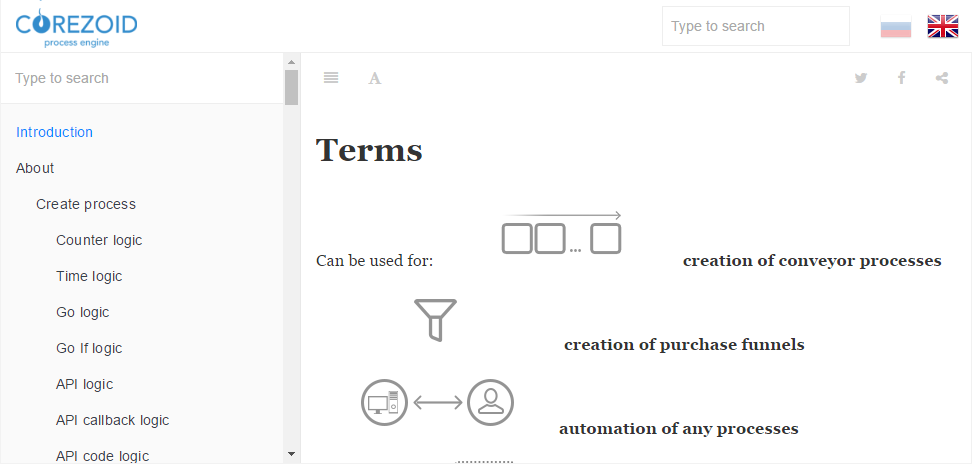 COREZOID
process engine
Type to search
Type to search
A
Introduction
About
Create process
Counter logic
Time logic
Go logic
Go If logic
API logic
API callback logic
API code logic
Terms
Can be used for:
...
creation of conveyor processes
creation of purchase funnels
automation of any processes